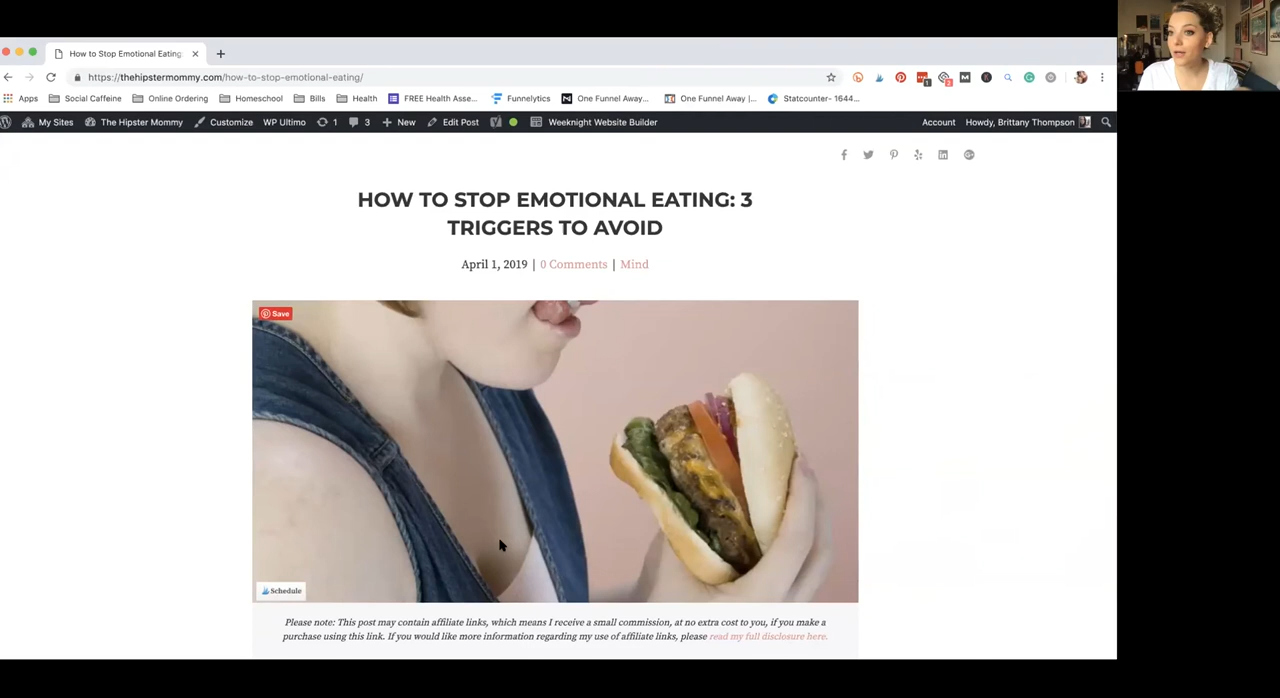 How to Stop Emotional Eating:
https://thehipstermommy.com/how-to-stop-emotional-eating/
Apps Social Caffeine Online Ordering Homeschool Bills Health FREE Health Asse... Funnelytics One Funnel Away... One Funnel Away |... Statcounter- 1644...
My Sites The Hipster Mommy Customize WP Ultimo 1 3 New Edit Post Weeknight Website Builder Account Howdy, Brittany Thompson
HOW TO STOP EMOTIONAL EATING: 3
TRIGGERS TO AVOID
April 1, 2019 | 0 Comments | Mind
Save
Schedule
Please note: This post may contain affiliate links, which means I receive a small commission, at no extra cost to you, if you make a
purchase using this link. If you would like more information regarding my use of affiliate links, please read my full disclosure here.